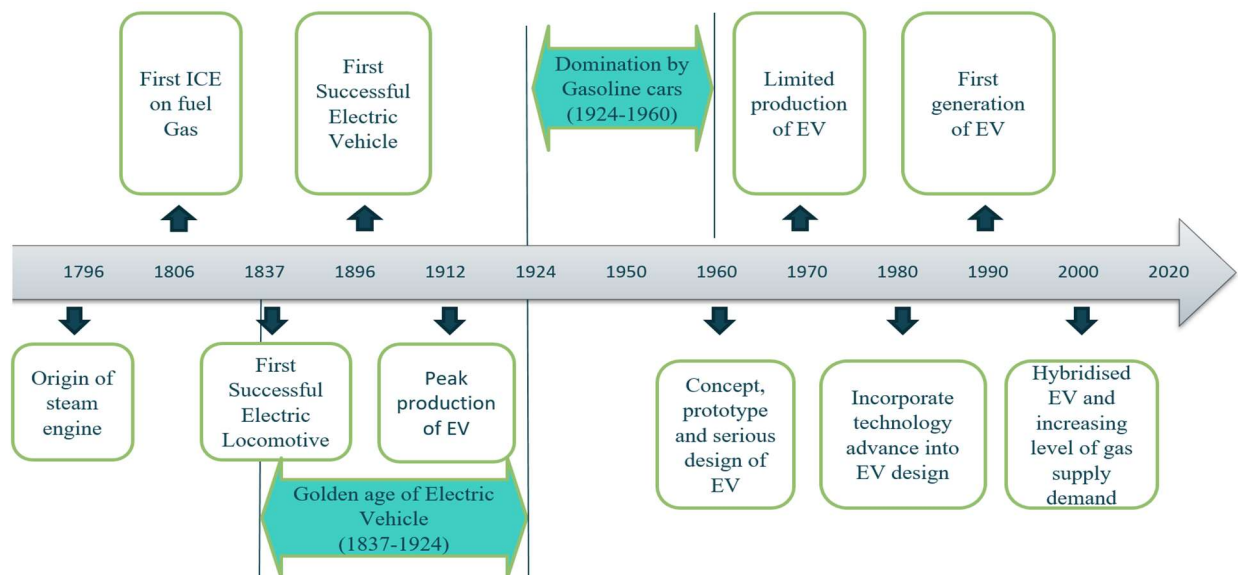 First ICE
on fuel
Gas
First
Successful
Electric
Vehicle
Domination by
Gasoline cars
(1924-1960)
Limited
production
of EV
First
generation
of EV
1796 1806 1837 1896 1912 1924 1950 1960 1970 1980 1990 2000 2020
Origin of
steam
engine
First
Successful
Electric
Locomotive
Peak
production
of EV
Concept,
prototype
and serious
design of
EV
Incorporate
technology
advance into
EV design
Hybridised
EV and
increasing
level of gas
supply
demand
Golden age of Electric
Vehicle
(1837-1924)